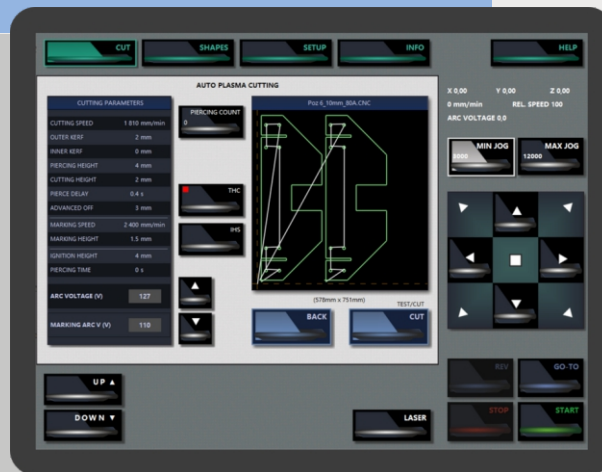 CUT
SHAPES
SETUP
INFO
HELP
AUTO PLASMA CUTTING
CUTTING PARAMETERS
CUTTING SPEED 1 810 mm/min
OUTER KERF 2 mm
INNER KERF 0 mm
PIERCING HEIGHT 4 mm
CUTTING HEIGHT 2 mm
PIERCE DELAY 0.4 s
ADVANCED OFF 3 mm
MARKING SPEED 2 400 mm/min
MARKING HEIGHT 1.5 mm
IGNITION HEIGHT 4 mm
PIERCING TIME 0 s
ARC VOLTAGE (V) 127
MARKING ARC V (V) 110
PIERCING COUNT
0
THC
IHS
Poz 6_10mm_80A.CNC
(578mm x 751mm)
TEST/CUT
BACK
CUT
X 0,00 Y 0,00 Z 0,00
0 mm/min REL. SPEED 100
ARC VOLTAGE 0,0
MIN JOG
8000
MAX JOG
12000
REV
GO-TO
STOP
START
UP ▲
DOWN ▼
LASER